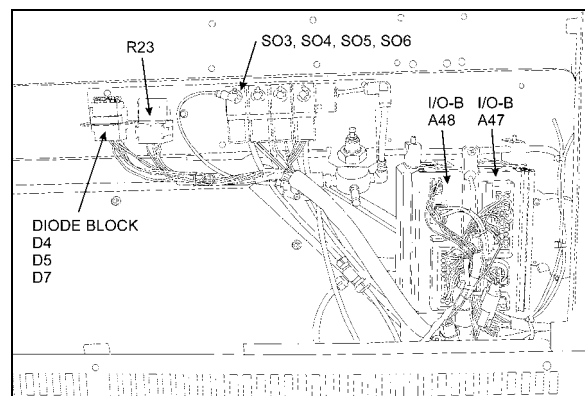 R23
SO3, SO4, SO5, SO6
I/O-B I/O-B
A48 A47
DIODE BLOCK
D4
D5
D7